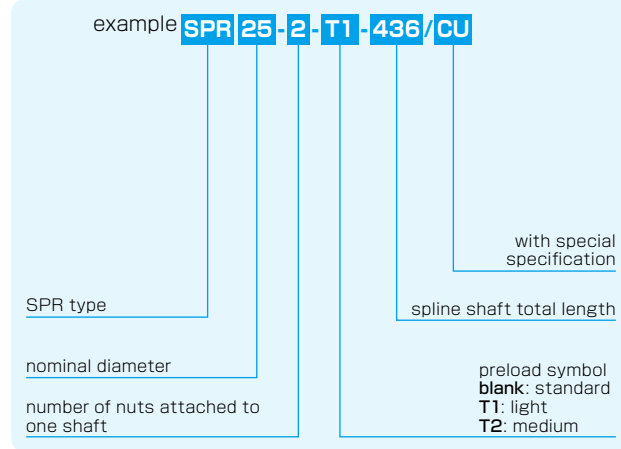 example SPR 25 - 2 - T1 - 436 / CU
with special
specification
SPR type
spline shaft total length
nominal diameter
number of nuts attached to
one shaft
preload symbol
blank: standard
T1: light
T2: medium